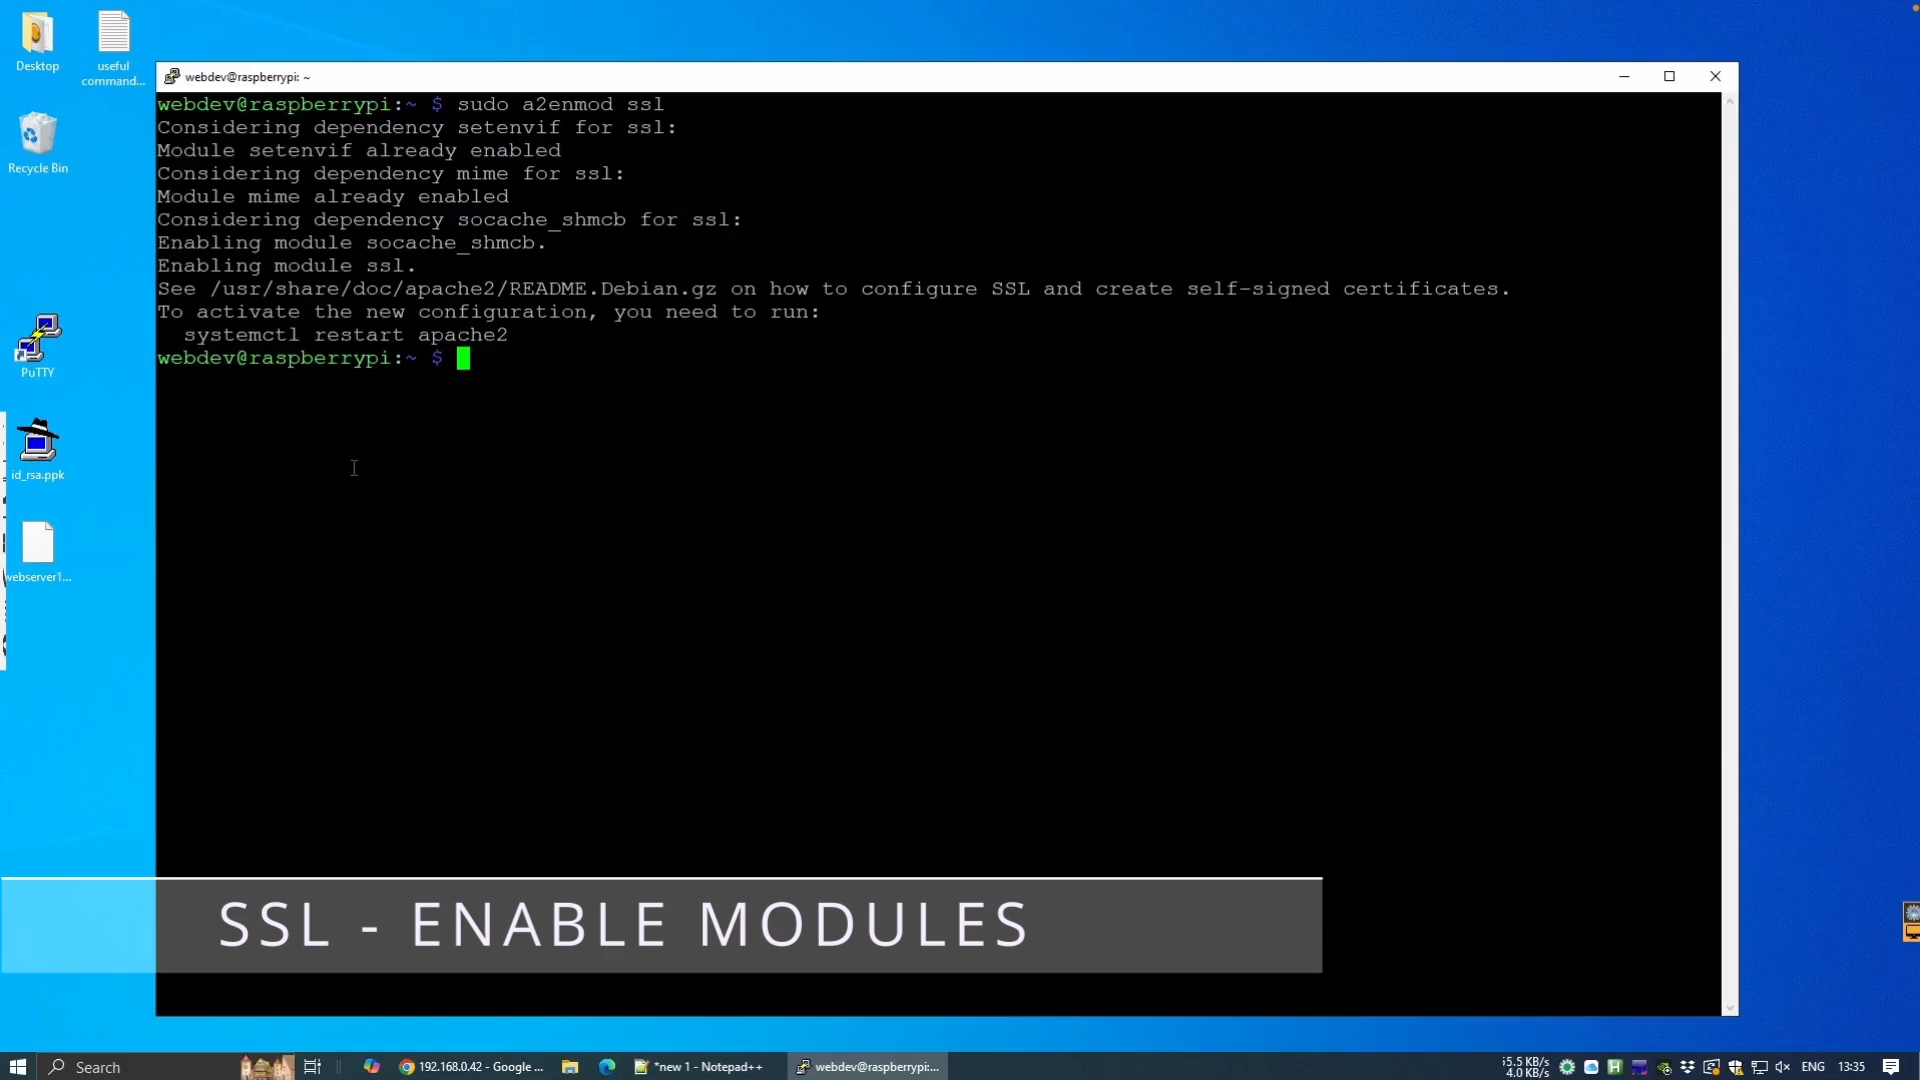 Desktop
useful
command...
Recycle Bin
PuTTY
id_rsa.ppk
webserver1...
webdev@raspberrypi: ~
webdev@raspberrypi:~ $ sudo a2enmod ssl
Considering dependency setenvif for ssl:
Module setenvif already enabled
Considering dependency mime for ssl:
Module mime already enabled
Considering dependency socache_shmcb for ssl:
Enabling module socache_shmcb.
Enabling module ssl.
See /usr/share/doc/apache2/README.Debian.gz on how to configure SSL and create self-signed certificates.
To activate the new configuration, you need to run:
  systemctl restart apache2
webdev@raspberrypi:~ $
SSL - ENABLE MODULES
Search
192.168.0.42 - Google ...
*new 1 - Notepad++
webdev@raspberrypi:...
4.0 KB/s
ENG
13:35